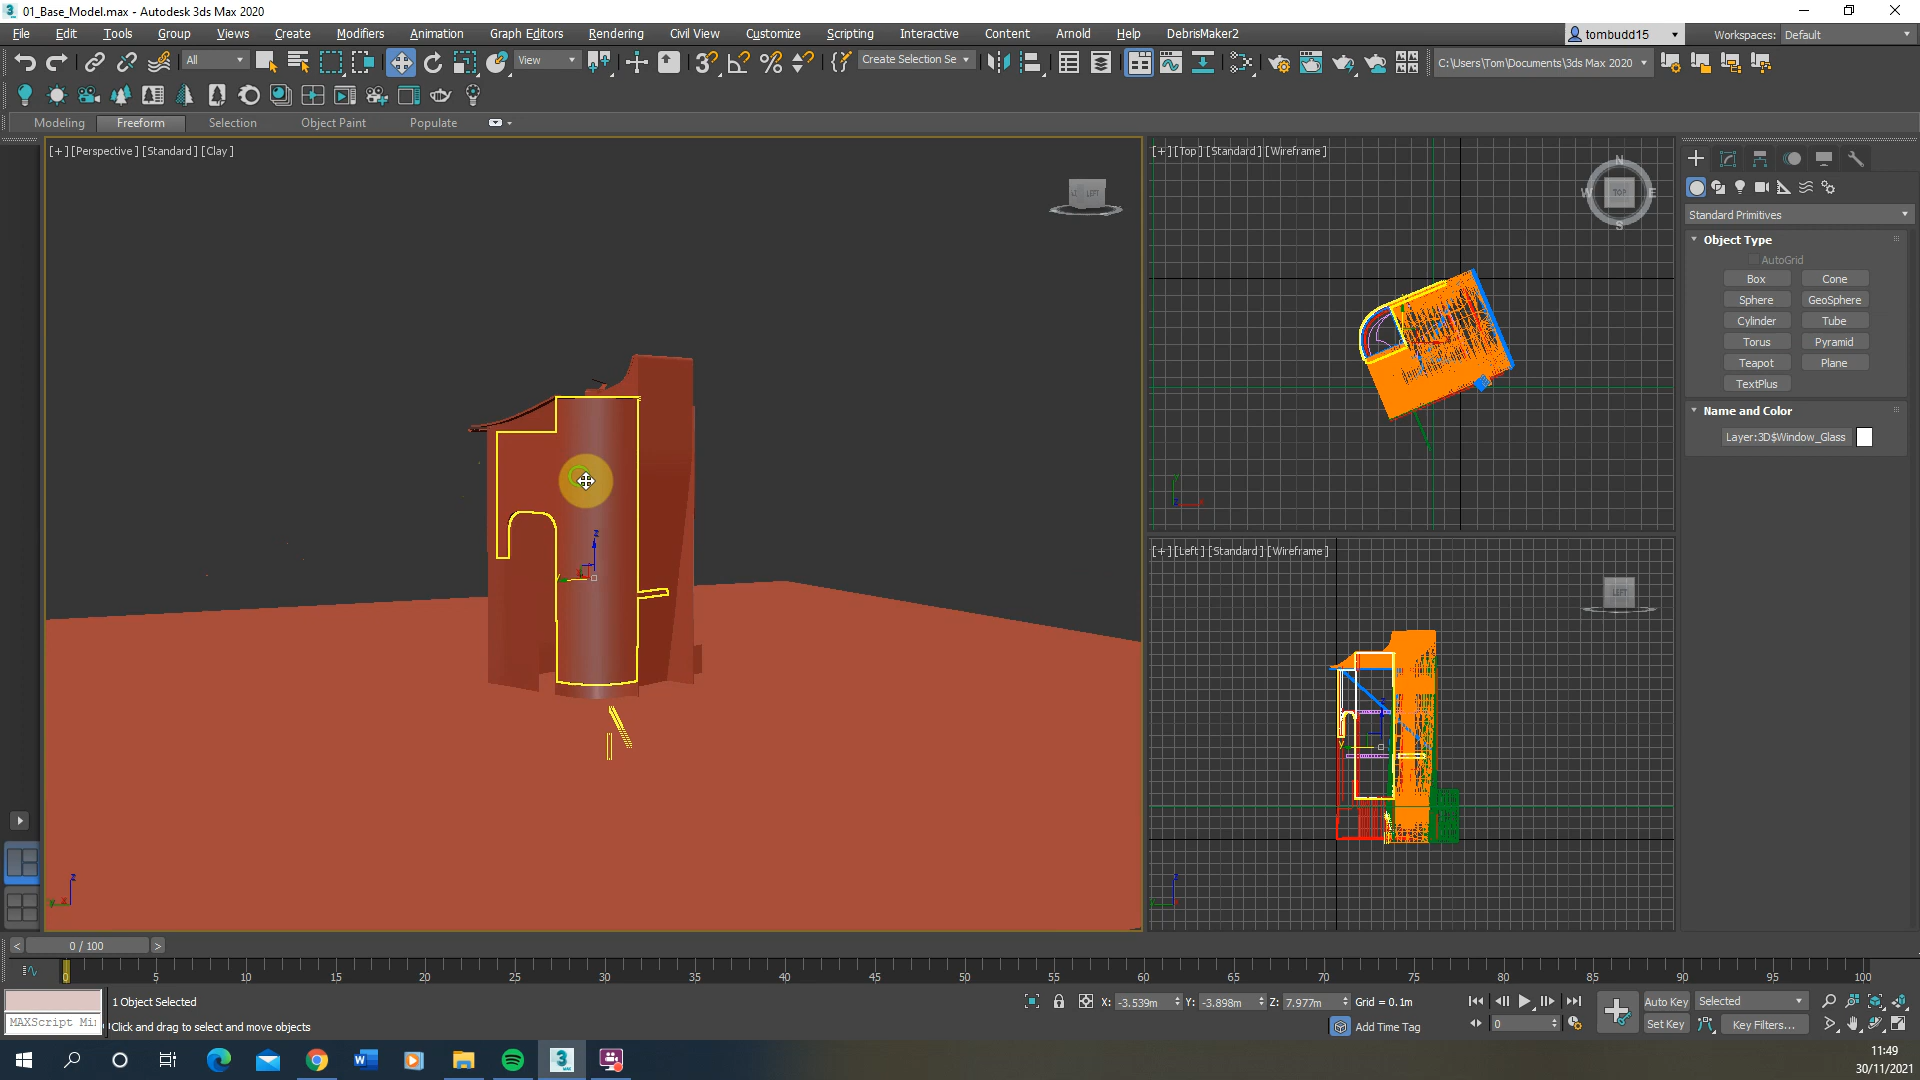 01_Base_Model.max - Autodesk 3ds Max 2020
File Edit Tools Group Views Create Modifiers Animation Graph Editors Rendering Civil View Customize Scripting Interactive Content Arnold Help DebrisMaker2 tombudd15 Workspaces: Default
All View Create Selection Se C:\Users\Tom\Documents\3ds Max 2020
Modeling Freeform Selection Object Paint Populate
[+] [Perspective] [Standard] [Clay]
[+] [Top] [Standard] [Wireframe]
N
W TOP E
S
LEFT
Standard Primitives
Object Type
AutoGrid
Box Cone
Sphere GeoSphere
Cylinder Tube
Torus Pyramid
Teapot Plane
TextPlus
Name and Color
Layer:3D$Window_Glass
[+] [Left] [Standard] [Wireframe]
LEFT
z
z
0 / 100
0 5 10 15 20 25 30 35 40 45 50 55 60 65 70 75 80 85 90 95 100
1 Object Selected
X: -3.539m Y: -3.898m Z: 7.977m Grid = 0.1m
Auto Key Selected
MAXScript Mi
Click and drag to select and move objects
Add Time Tag
0
Set Key Key Filters...
11:49
30/11/2021